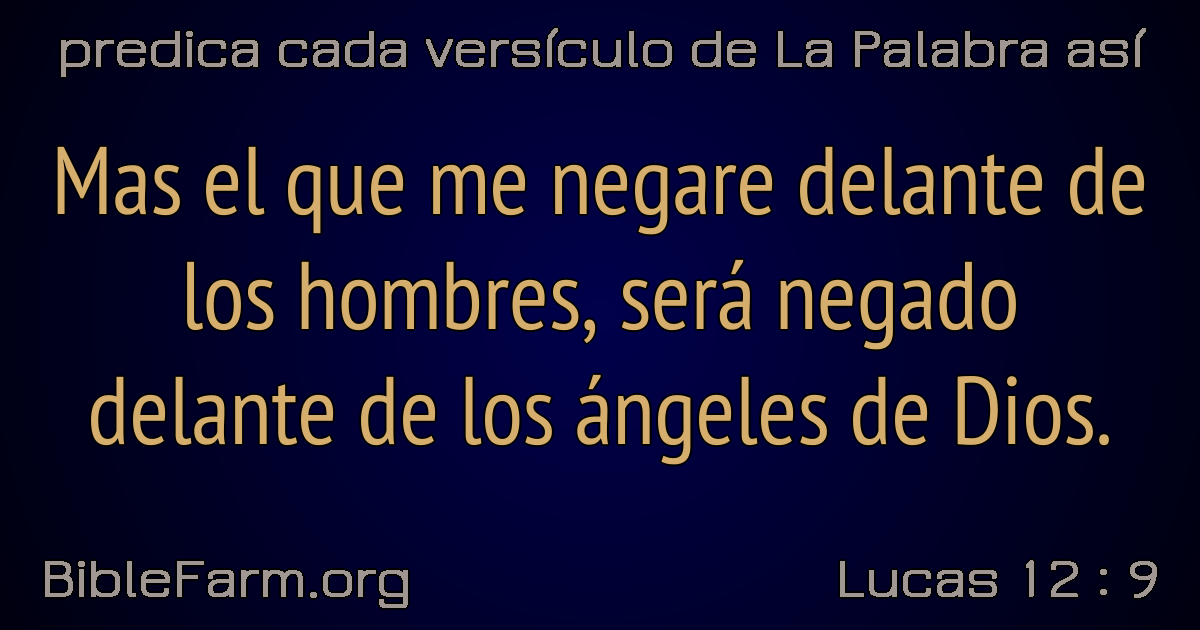 predica cada versículo de La Palabra así
Mas el que me negare delante de
los hombres, será negado
delante de los ángeles de Dios.
BibleFarm.org
Lucas 12 : 9